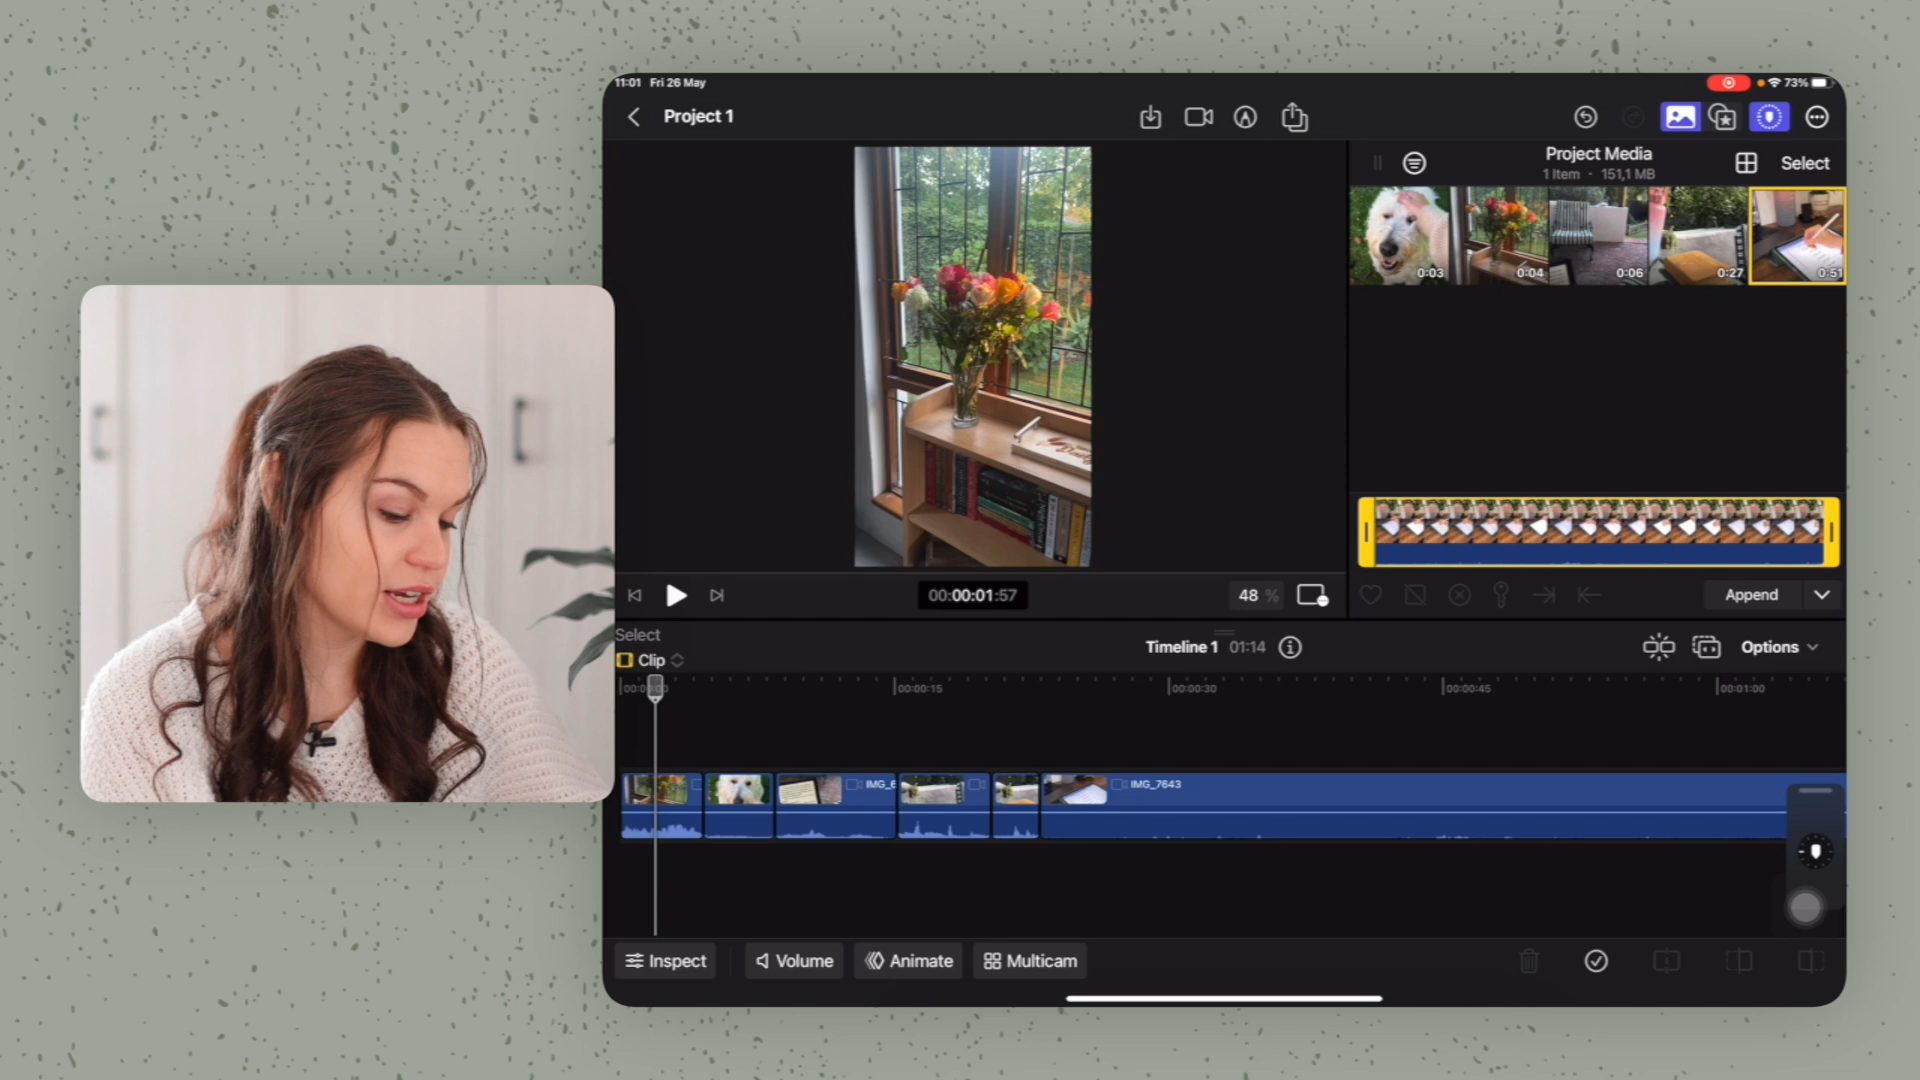 11:01 Fri 26 May
73%
Project 1
Project Media
1 Item · 151,1 MB
Select
0:03
0:04
0:06
0:27
0:51
00:00:01:57
48 %
Append
Select
Clip
Timeline 1 01:14
Options
00:00:15
00:00:30
00:00:45
00:01:00
IMG_6
IMG_7643
Inspect
Volume
Animate
Multicam